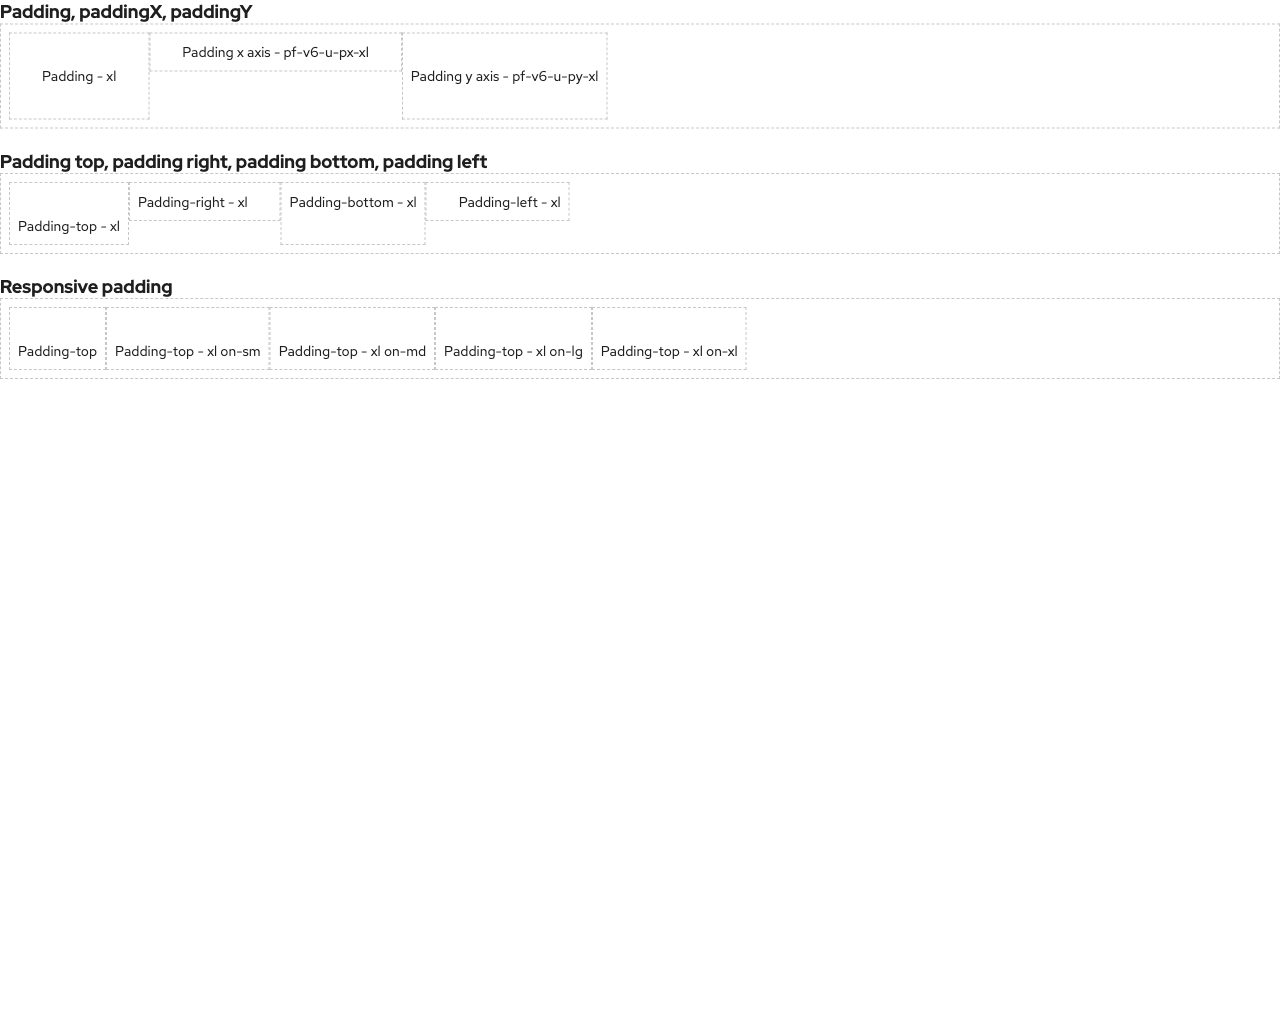 Padding, paddingX, paddingY
Padding - xl
Padding x axis - pf-v6-u-px-xl
Padding y axis - pf-v6-u-py-xl
Padding top, padding right, padding bottom, padding left
Padding-top - xl
Padding-right - xl
Padding-bottom - xl
Padding-left - xl
Responsive padding
Padding-top
Padding-top - xl on-sm
Padding-top - xl on-md
Padding-top - xl on-lg
Padding-top - xl on-xl